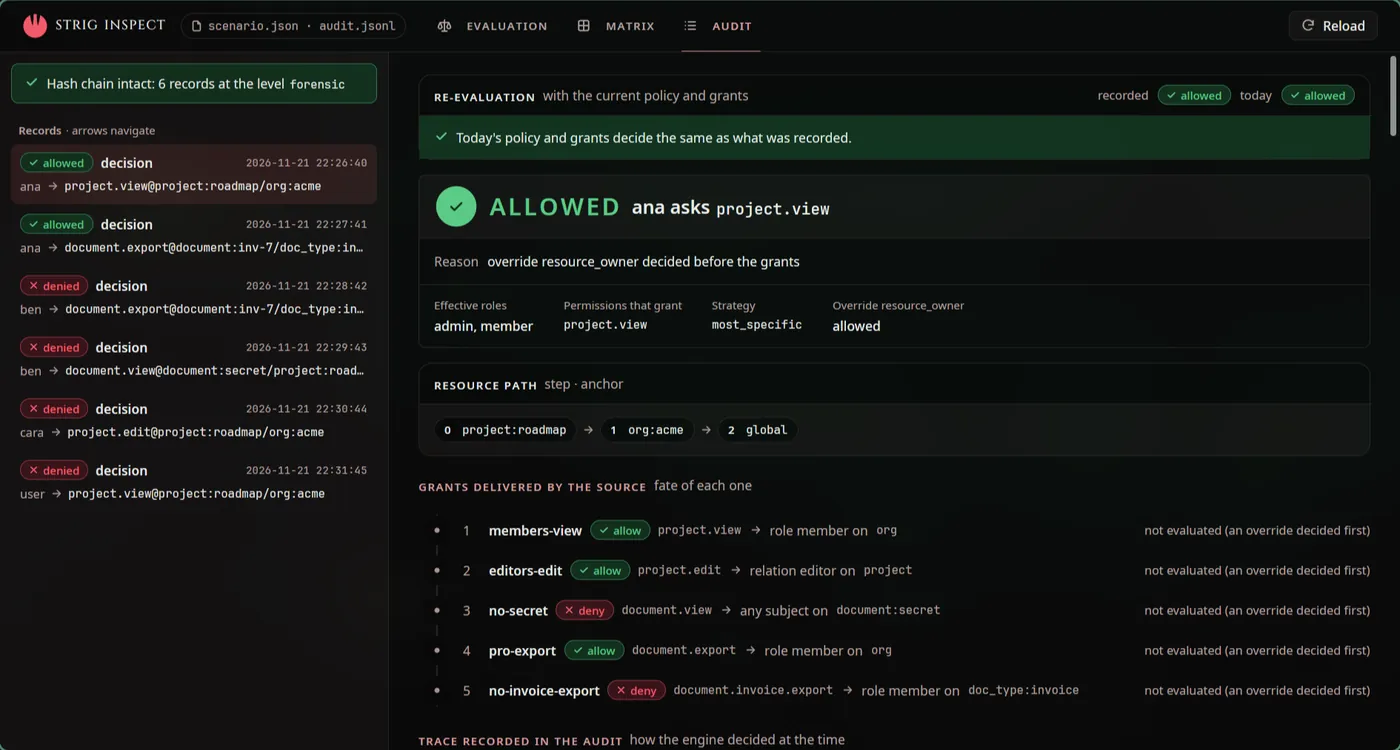 STRIG INSPECT scenario.json · audit.jsonl EVALUATION MATRIX AUDIT Reload
Hash chain intact: 6 records at the level forensic
Records · arrows navigate
allowed decision 2026-11-21 22:26:40
ana → project.view@project:roadmap/org:acme
allowed decision 2026-11-21 22:27:41
ana → document.export@document:inv-7/doc_type:in…
denied decision 2026-11-21 22:28:42
ben → document.export@document:inv-7/doc_type:in…
denied decision 2026-11-21 22:29:43
ben → document.view@document:secret/project:road…
denied decision 2026-11-21 22:30:44
cara → project.edit@project:roadmap/org:acme
denied decision 2026-11-21 22:31:45
user → project.view@project:roadmap/org:acme
RE-EVALUATION with the current policy and grants recorded allowed today allowed
Today's policy and grants decide the same as what was recorded.
ALLOWED ana asks project.view
Reason override resource_owner decided before the grants
Effective roles Permissions that grant Strategy Override resource_owner
admin, member project.view most_specific allowed
RESOURCE PATH step · anchor
0 project:roadmap → 1 org:acme → 2 global
GRANTS DELIVERED BY THE SOURCE fate of each one
1 members-view allow project.view → role member on org not evaluated (an override decided first)
2 editors-edit allow project.edit → relation editor on project not evaluated (an override decided first)
3 no-secret deny document.view → any subject on document:secret not evaluated (an override decided first)
4 pro-export allow document.export → role member on org not evaluated (an override decided first)
5 no-invoice-export deny document.invoice.export → role member on doc_type:invoice not evaluated (an override decided first)
TRACE RECORDED IN THE AUDIT how the engine decided at the time